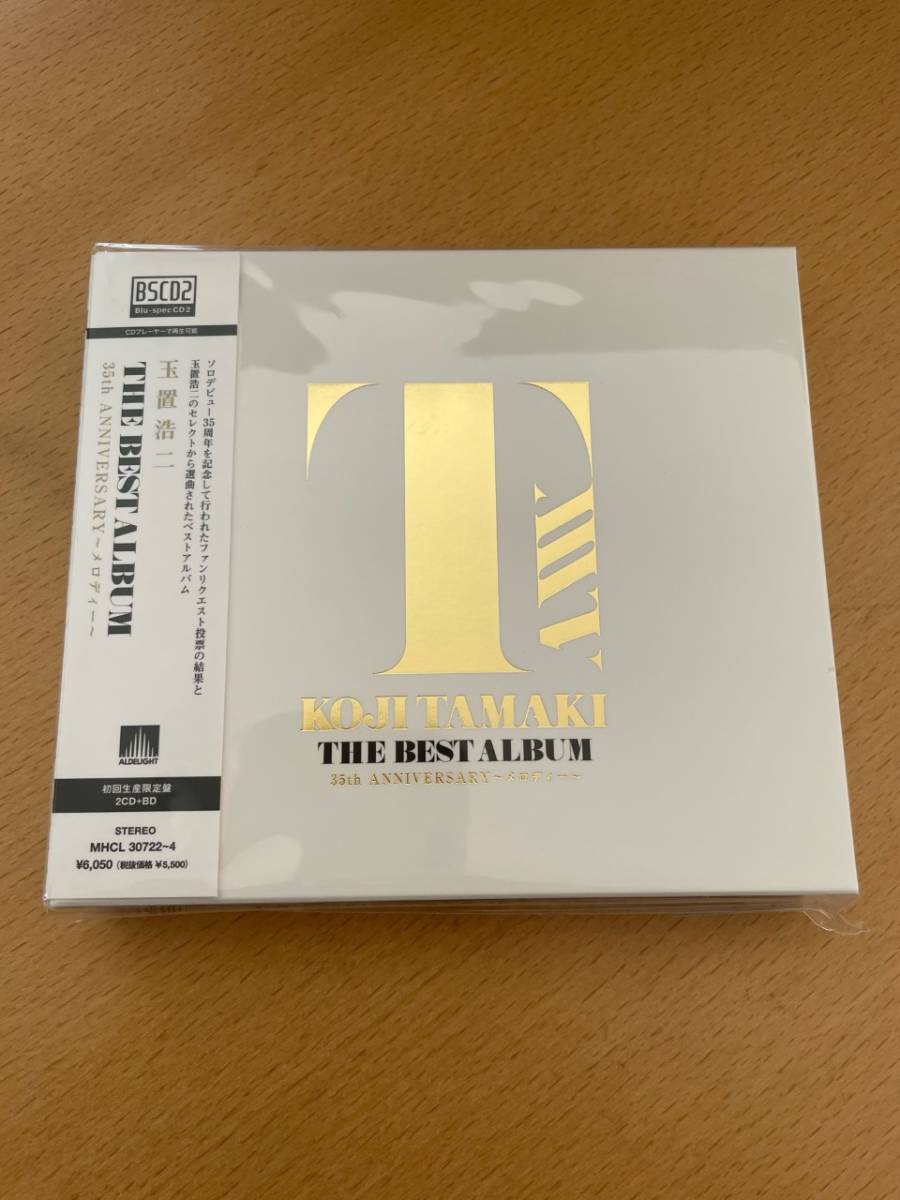 BSCD2
Blu-spec CD2
CDプレーヤーで再生可能
ソロデビュー35周年を記念して行われたファンリクエスト投票の結果と
玉置浩二のセレクトから選曲されたベストアルバム
玉置浩二
THE BEST ALBUM
35th ANNIVERSARY~メロディー~
ALDELIGHT
初回生産限定盤
2CD+BD
STEREO
MHCL 30722~4
¥6,050 (税抜価格 ¥5,500)
T
KOJI TAMAKI
THE BEST ALBUM
35th ANNIVERSARY~メロディー~